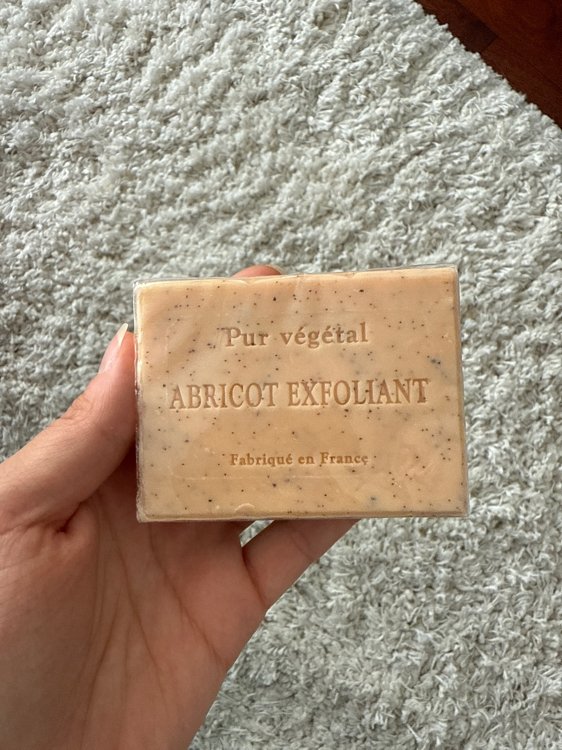 Pur végétal
ABRICOT EXFOLIANT
Fabriqué en France